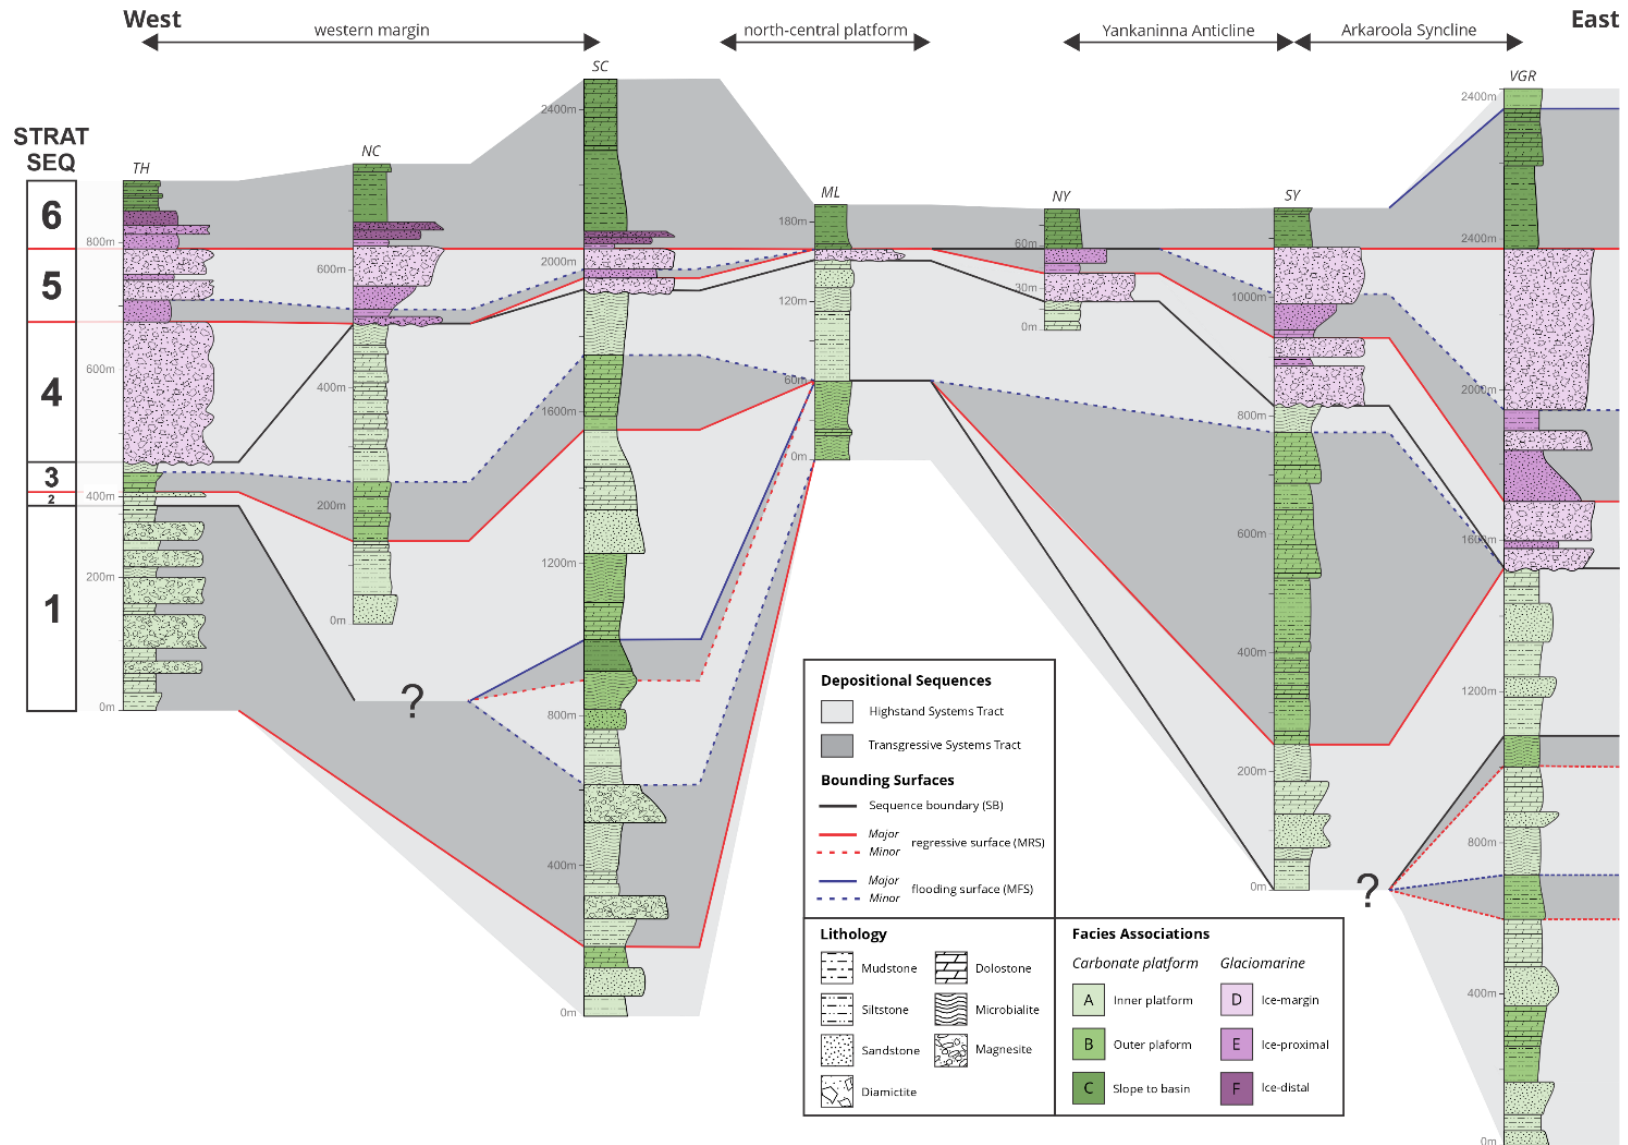 West
East
western margin
north-central platform
Yankaninna Anticline
Arkaroola Syncline
STRAT
SEQ
6
5
4
3
2
1
TH
800m
600m
400m
200m
0m
NC
600m
400m
200m
0m
SC
2400m
2000m
1600m
1200m
800m
400m
0m
ML
180m
120m
60m
0m
NY
60m
30m
0m
SY
1000m
800m
600m
400m
200m
0m
VGR
2400m
2400m
2000m
1600m
1200m
800m
400m
0m
?
?
Depositional Sequences
Highstand Systems Tract
Transgressive Systems Tract
Bounding Surfaces
Sequence boundary (SB)
Major
Minor
regressive surface (MRS)
Major
Minor
flooding surface (MFS)
Lithology
Mudstone
Dolostone
Siltstone
Microbialite
Sandstone
Magnesite
Diamictite
Facies Associations
Carbonate platform
Glaciomarine
A Inner platform
D Ice-margin
B Outer plaform
E Ice-proximal
C Slope to basin
F Ice-distal